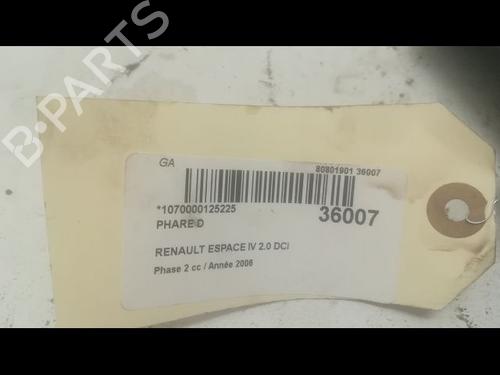 B-PARTS
GA
80801901 36007
*1070000125225
36007
PHARE D
RENAULT ESPACE IV 2.0 DCI
Phase 2 cc / Année 2006